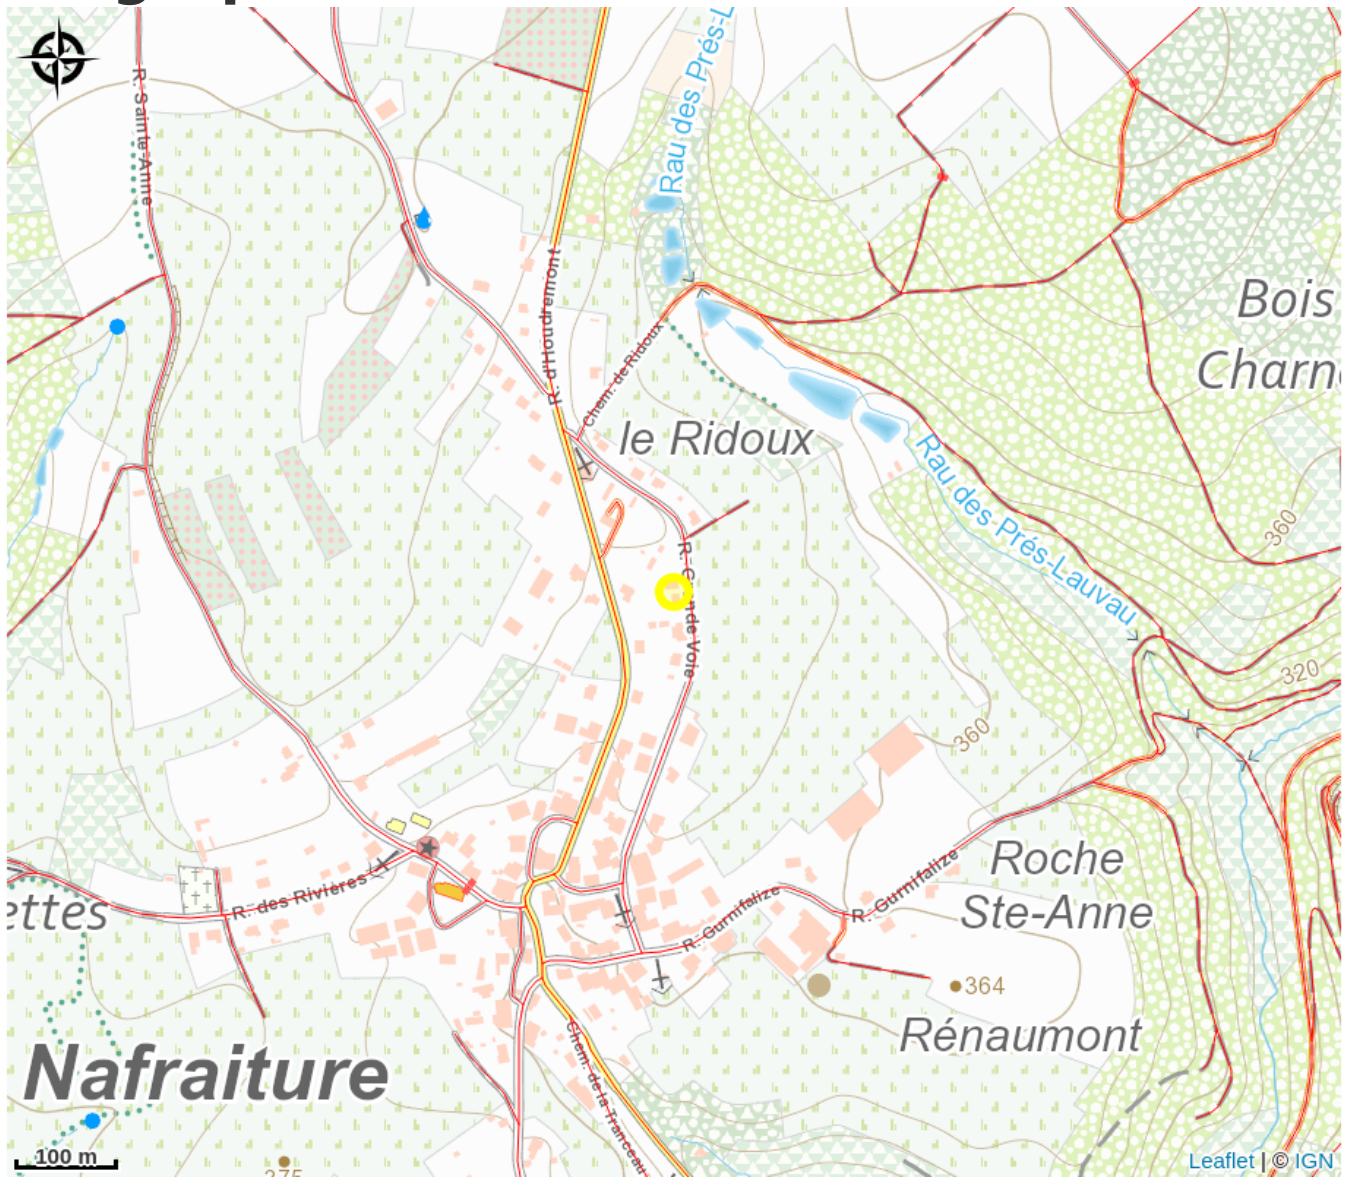 R. Sainte-Anne
Rau des Prés-L
R. d'Houdremont
Chem. de Ridoux
Bois
Charn
le Ridoux
Rau des Prés-Lauvau
360
R. Grande Voie
320
360
Roche
Ste-Anne
R. Gurnifalize
R. Gurnifalize
R. des Rivières
ettes
364
Rénaumont
Nafraiture
Chem. de la Tranceau
100 m
375
Leaflet | © IGN